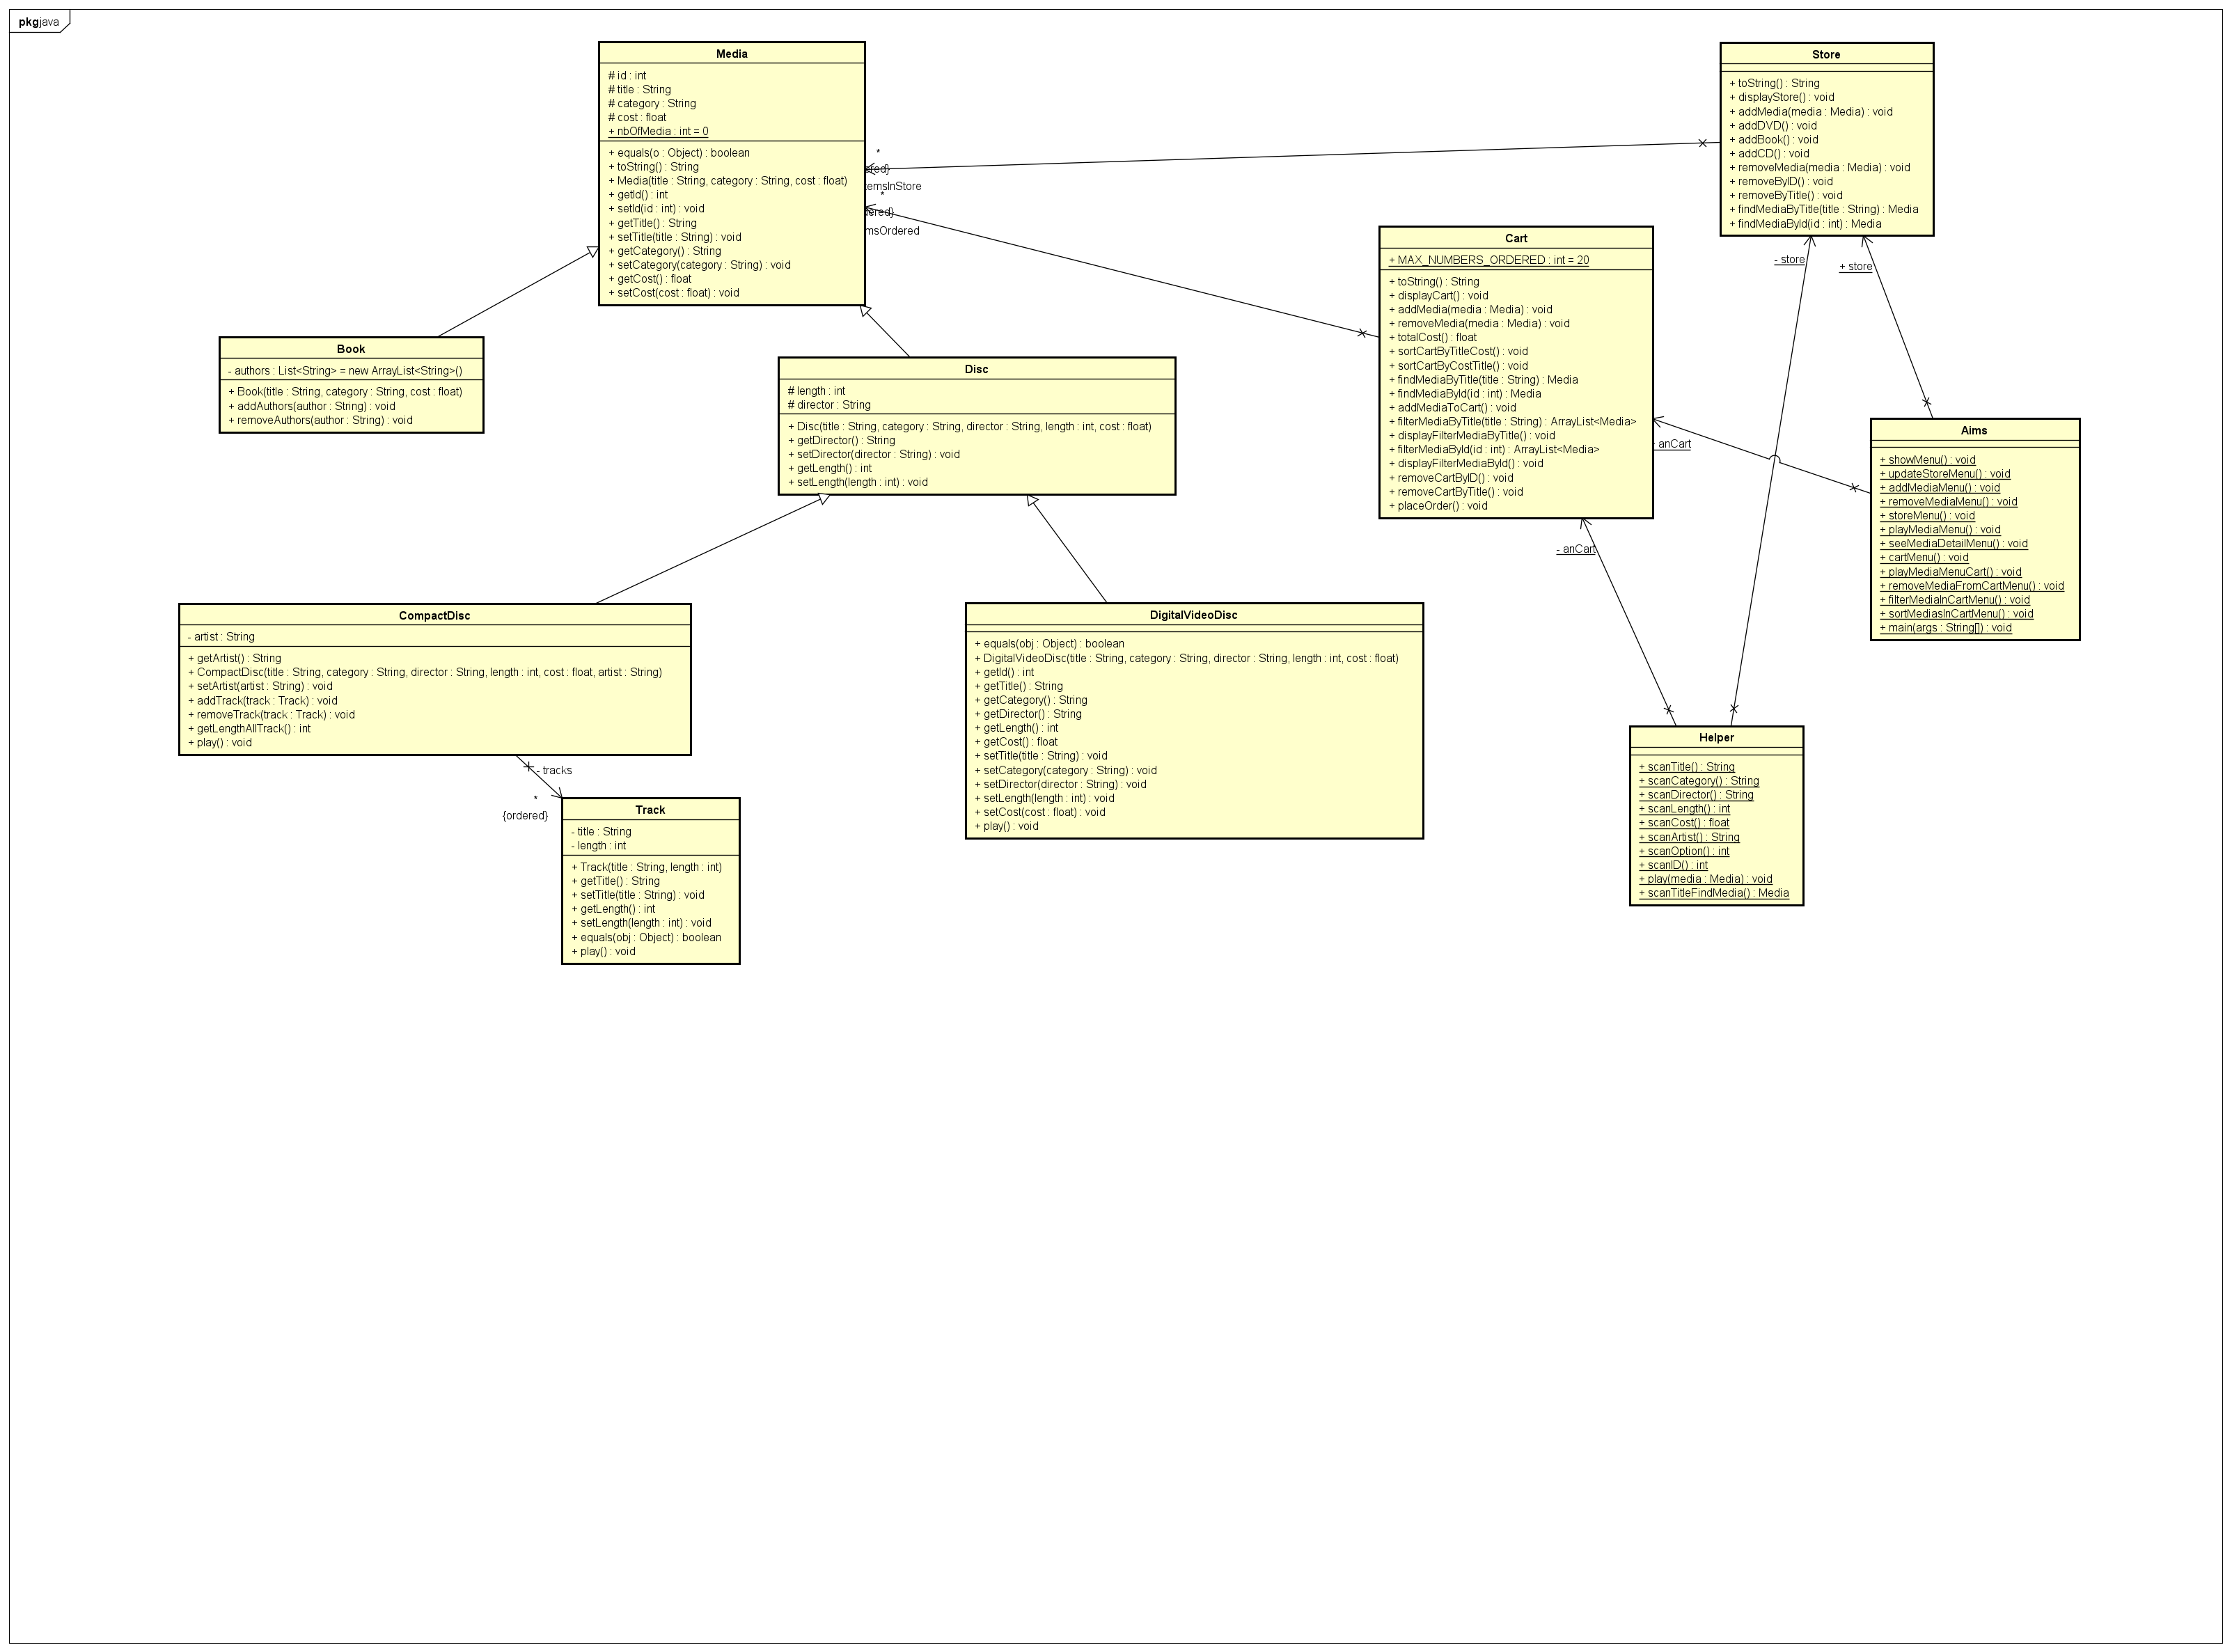 pkg java
Media
# id : int
# title : String
# category : String
# cost : float
+ nbOfMedia : int = 0
+ equals(o : Object) : boolean
+ toString() : String
+ Media(title : String, category : String, cost : float)
+ getId() : int
+ setId(id : int) : void
+ getTitle() : String
+ setTitle(title : String) : void
+ getCategory() : String
+ setCategory(category : String) : void
+ getCost() : float
+ setCost(cost : float) : void
*
red}
temsInStore
*
ered}
msOrdered
Store
+ toString() : String
+ displayStore() : void
+ addMedia(media : Media) : void
+ addDVD() : void
+ addBook() : void
+ addCD() : void
+ removeMedia(media : Media) : void
+ removeByID() : void
+ removeByTitle() : void
+ findMediaByTitle(title : String) : Media
+ findMediaById(id : int) : Media
- store
+ store
Cart
+ MAX_NUMBERS_ORDERED : int = 20
+ toString() : String
+ displayCart() : void
+ addMedia(media : Media) : void
+ removeMedia(media : Media) : void
+ totalCost() : float
+ sortCartByTitleCost() : void
+ sortCartByCostTitle() : void
+ findMediaByTitle(title : String) : Media
+ findMediaById(id : int) : Media
+ addMediaToCart() : void
+ filterMediaByTitle(title : String) : ArrayList<Media>
+ displayFilterMediaByTitle() : void
+ filterMediaById(id : int) : ArrayList<Media>
+ displayFilterMediaById() : void
+ removeCartByID() : void
+ removeCartByTitle() : void
+ placeOrder() : void
anCart
- anCart
Book
- authors : List<String> = new ArrayList<String>()
+ Book(title : String, category : String, cost : float)
+ addAuthors(author : String) : void
+ removeAuthors(author : String) : void
Disc
# length : int
# director : String
+ Disc(title : String, category : String, director : String, length : int, cost : float)
+ getDirector() : String
+ setDirector(director : String) : void
+ getLength() : int
+ setLength(length : int) : void
Aims
+ showMenu() : void
+ updateStoreMenu() : void
+ addMediaMenu() : void
+ removeMediaMenu() : void
+ storeMenu() : void
+ playMediaMenu() : void
+ seeMediaDetailMenu() : void
+ cartMenu() : void
+ playMediaMenuCart() : void
+ removeMediaFromCartMenu() : void
+ filterMediaInCartMenu() : void
+ sortMediasInCartMenu() : void
+ main(args : String[]) : void
CompactDisc
- artist : String
+ getArtist() : String
+ CompactDisc(title : String, category : String, director : String, length : int, cost : float, artist : String)
+ setArtist(artist : String) : void
+ addTrack(track : Track) : void
+ removeTrack(track : Track) : void
+ getLengthAllTrack() : int
+ play() : void
- tracks
*
{ordered}
DigitalVideoDisc
+ equals(obj : Object) : boolean
+ DigitalVideoDisc(title : String, category : String, director : String, length : int, cost : float)
+ getId() : int
+ getTitle() : String
+ getCategory() : String
+ getDirector() : String
+ getLength() : int
+ getCost() : float
+ setTitle(title : String) : void
+ setCategory(category : String) : void
+ setDirector(director : String) : void
+ setLength(length : int) : void
+ setCost(cost : float) : void
+ play() : void
Track
- title : String
- length : int
+ Track(title : String, length : int)
+ getTitle() : String
+ setTitle(title : String) : void
+ getLength() : int
+ setLength(length : int) : void
+ equals(obj : Object) : boolean
+ play() : void
Helper
+ scanTitle() : String
+ scanCategory() : String
+ scanDirector() : String
+ scanLength() : int
+ scanCost() : float
+ scanArtist() : String
+ scanOption() : int
+ scanID() : int
+ play(media : Media) : void
+ scanTitleFindMedia() : Media